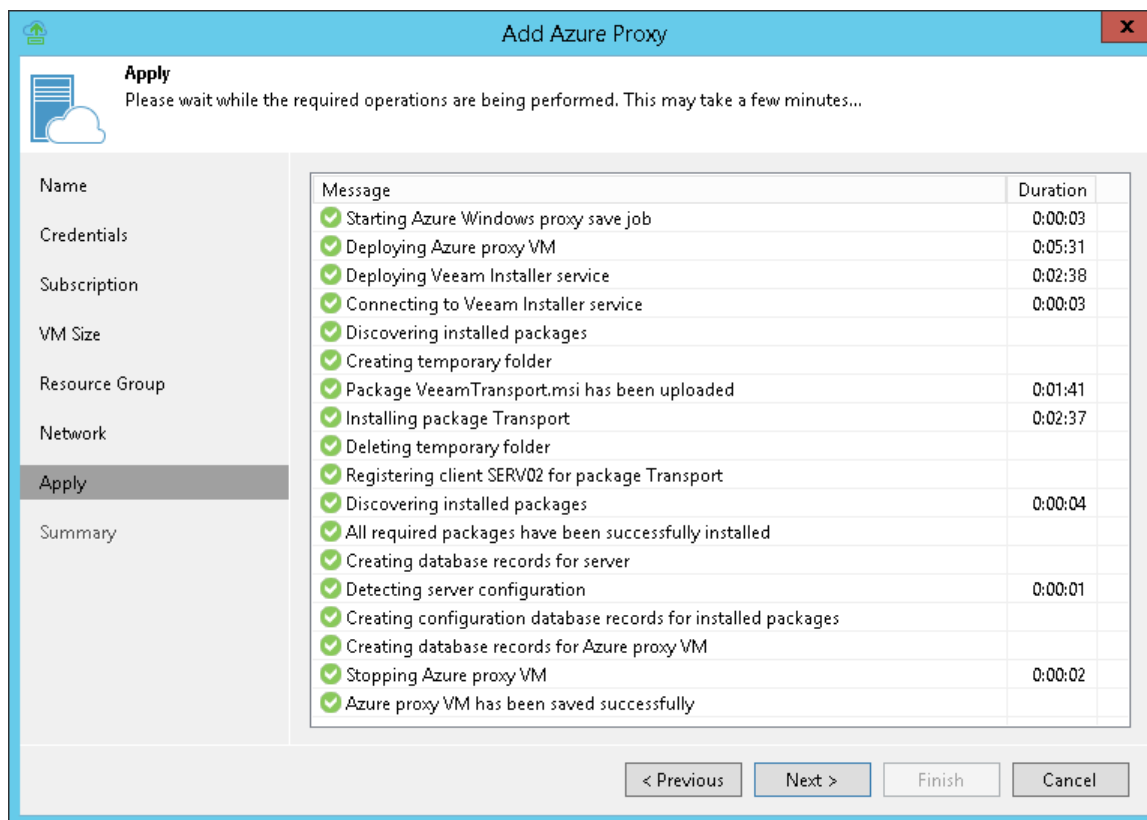 Add Azure Proxy
x
Apply
Please wait while the required operations are being performed. This may take a few minutes...
Name
Credentials
Subscription
VM Size
Resource Group
Network
Apply
Summary
Message Duration
Starting Azure Windows proxy save job 0:00:03
Deploying Azure proxy VM 0:05:31
Deploying Veeam Installer service 0:02:38
Connecting to Veeam Installer service 0:00:03
Discovering installed packages
Creating temporary folder
Package VeeamTransport.msi has been uploaded 0:01:41
Installing package Transport 0:02:37
Deleting temporary folder
Registering client SERV02 for package Transport
Discovering installed packages 0:00:04
All required packages have been successfully installed
Creating database records for server
Detecting server configuration 0:00:01
Creating configuration database records for installed packages
Creating database records for Azure proxy VM
Stopping Azure proxy VM 0:00:02
Azure proxy VM has been saved successfully
< Previous Next > Finish Cancel